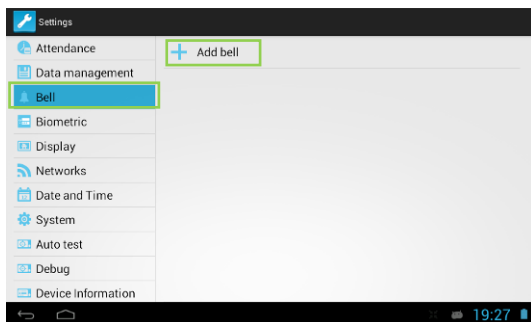 Settings
Attendance
Add bell
Data management
Bell
Biometric
Display
Networks
Date and Time
System
Auto test
Debug
Device Information
19:27